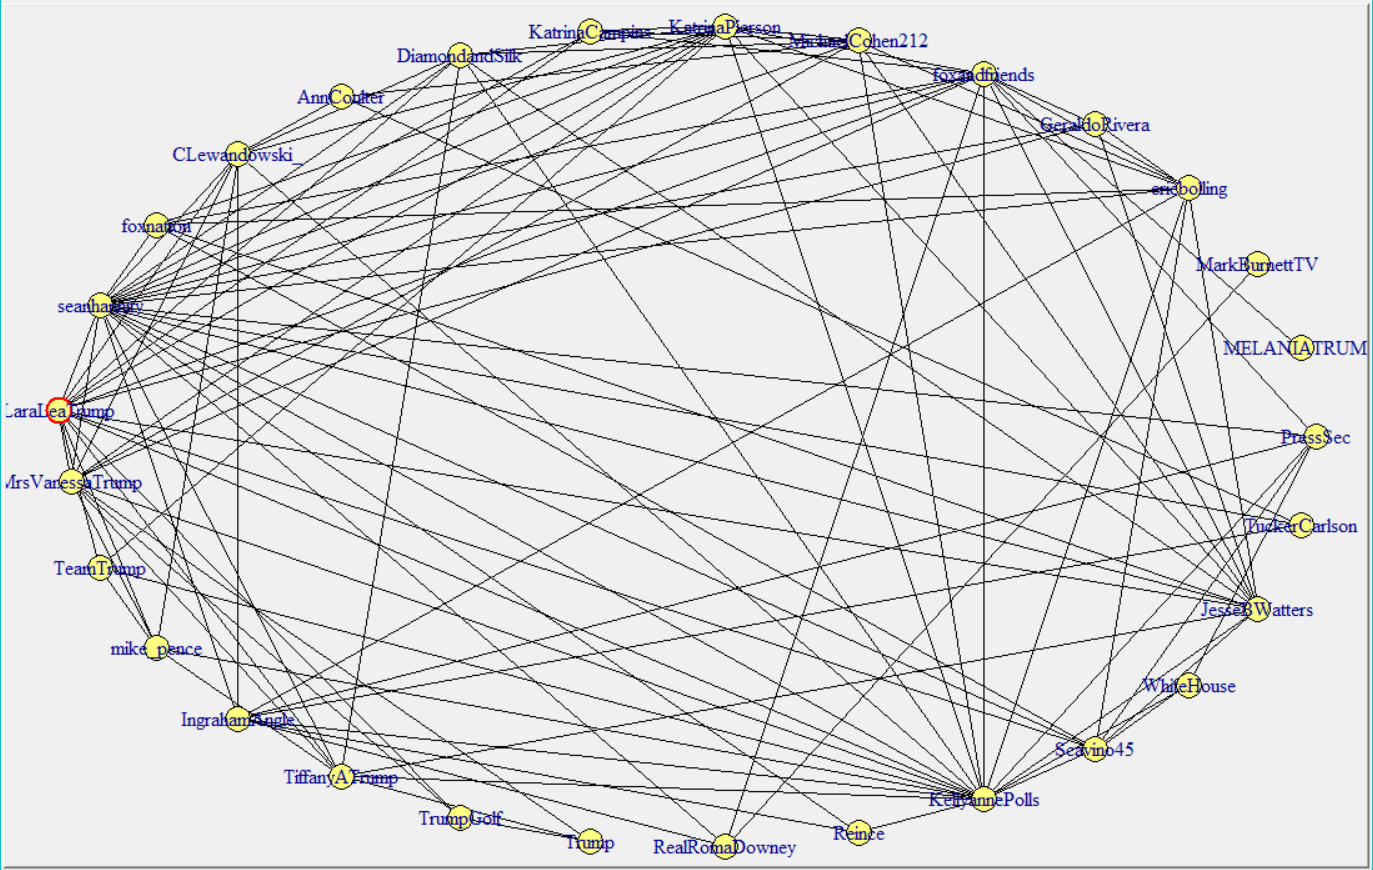 KatrinaCampins
KatrinaPierson
MichaelCohen212
DiamondandSilk
foxandfriends
AnnCoulter
GeraldoRivera
CLewandowski_
ericbolling
foxnation
MarkBurnettTV
seanhannity
MELANIATRUM
LaraLeaTrump
PressSec
MrsVanessaTrump
TuckerCarlson
TeamTrump
JesseBWatters
mike_pence
WhiteHouse
IngrahamAngle
Scavino45
TiffanyATrump
KellyannePolls
TrumpGolf
Reince
Trump
RealRomaDowney